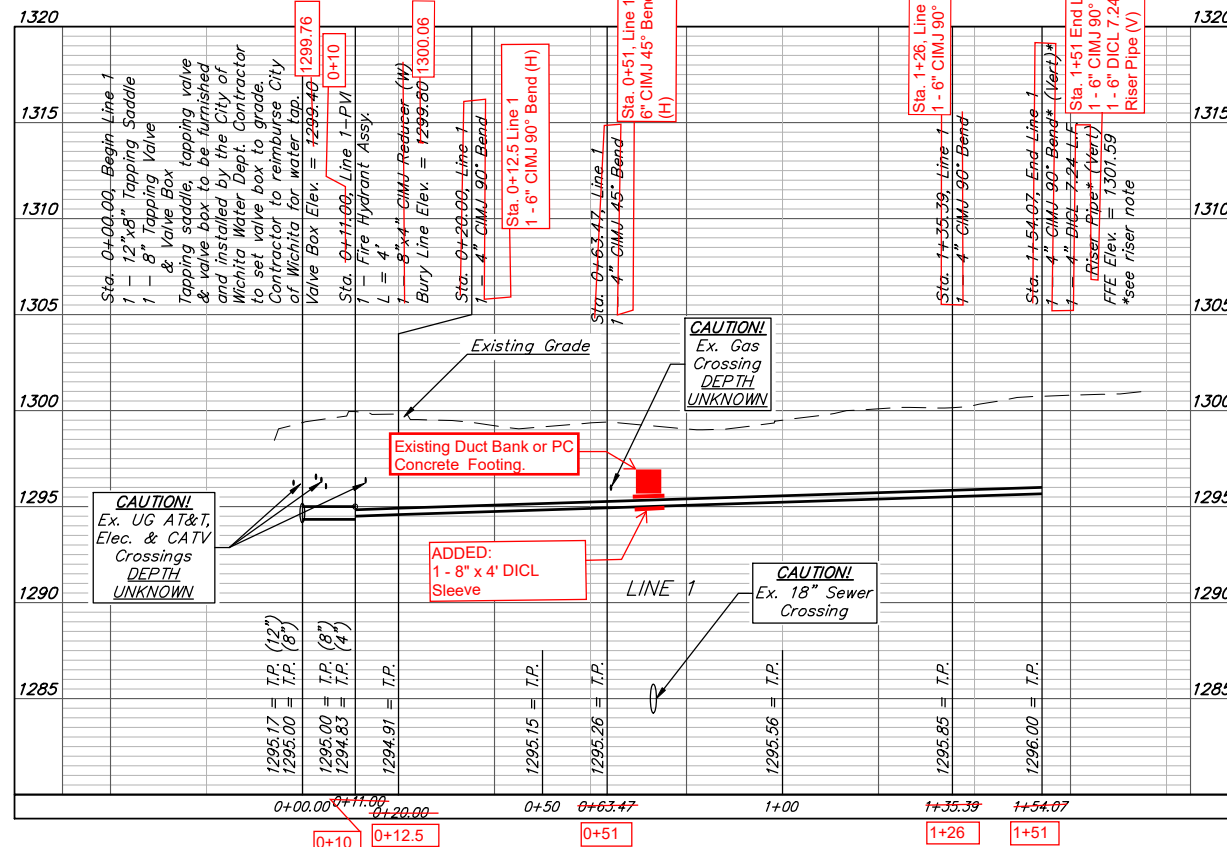 1320
1320
1315
1315
1310
1310
1305
1305
1300
1300
1295
1295
1290
1290
1285
1285
Sta. 0+00.00, Begin Line 1
1 - 12"x8" Tapping Saddle
1 - 8" Tapping Valve
& Valve Box
Tapping saddle, tapping valve
& valve box to be furnished
and installed by the City of
Wichita Water Dept. Contractor
to set valve box to grade.
Contractor to reimburse City
of Wichita for water tap.
Valve Box Elev. = 1299.40
1299.76
0+10
Sta. 0+11.00, Line 1-PVI
1 - Fire Hydrant Assy.
L = 4'
1 - 8"x4" CIMJ Reducer (W)
Bury Line Elev. = 1299.80
1300.06
Sta. 0+20.00, Line 1
1 - 4" CIMJ 90° Bend
Sta. 0+12.5 Line 1
1 - 6" CIMJ 90° Bend (H)
Sta. 0+63.47, Line 1
1 - 4" CIMJ 45° Bend
Sta. 0+51, Line 1
6" CIMJ 45° Bend
(H)
Sta. 1+26, Line
1 - 6" CIMJ 90°
Sta. 1+35.39, Line 1
1 - 4" CIMJ 90° Bend
Sta. 1+54.07, End Line 1
1 - 4" CIMJ 90° Bend* (Vert)*
1 - 4" DICL 7.24 L.F.
Riser Pipe* (Vert)
FFE Elev. = 1301.59
*see riser note
Sta. 1+51 End L
1 - 6" CIMJ 90°
1 - 6" DICL 7.24
Riser Pipe (V)
Existing Grade
CAUTION!
Ex. Gas
Crossing
DEPTH
UNKNOWN
Existing Duct Bank or PC
Concrete Footing.
CAUTION!
Ex. UG AT&T,
Elec. & CATV
Crossings
DEPTH
UNKNOWN
ADDED:
1 - 8" x 4' DICL
Sleeve
LINE 1
CAUTION!
Ex. 18" Sewer
Crossing
1295.17 = T.P. (12")
1295.00 = T.P. (8")
1295.00 = T.P. (8")
1294.83 = T.P. (4")
1294.91 = T.P.
1295.15 = T.P.
1295.26 = T.P.
1295.56 = T.P.
1295.85 = T.P.
1296.00 = T.P.
0+00.00
0+11.00
0+20.00
0+50
0+63.47
1+00
1+35.39
1+54.07
0+10
0+12.5
0+51
1+26
1+51